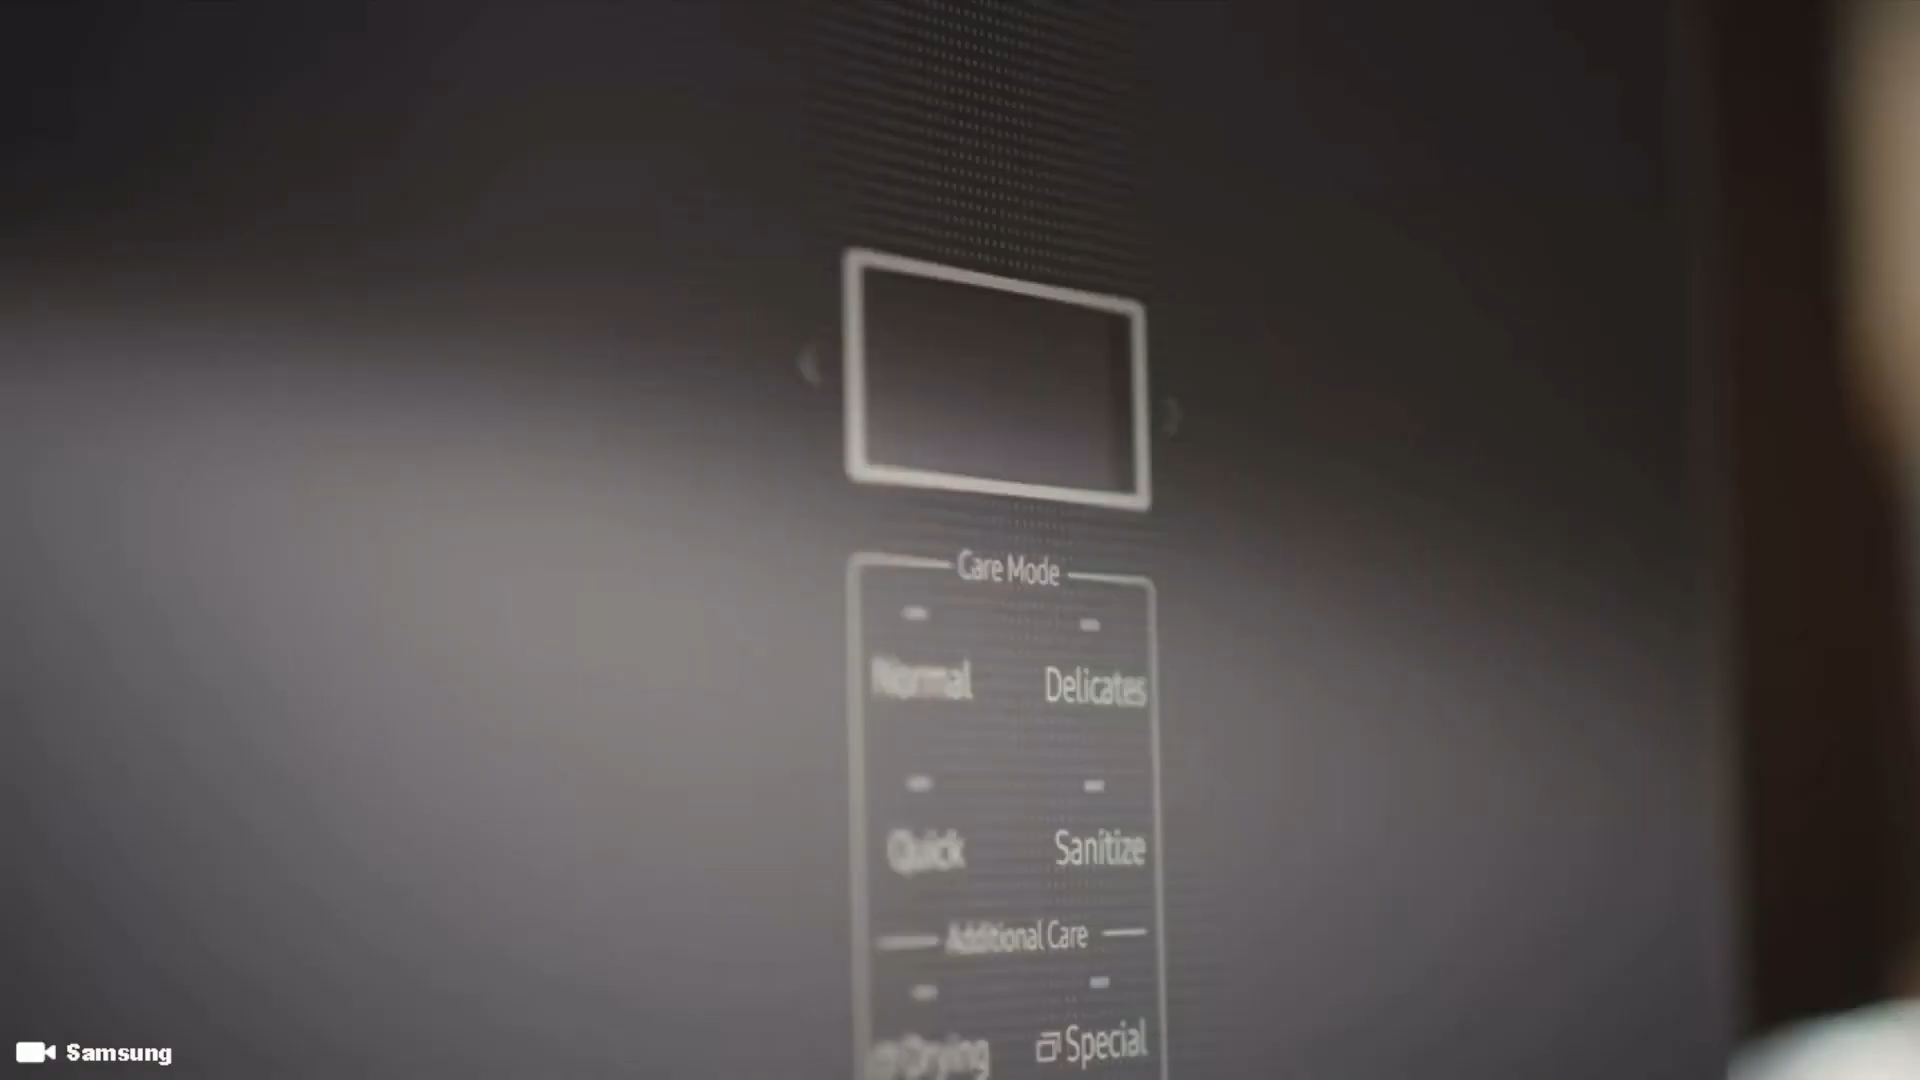 Care Mode
Normal Delicates
Quick Sanitize
Additional Care
Drying Special
Samsung